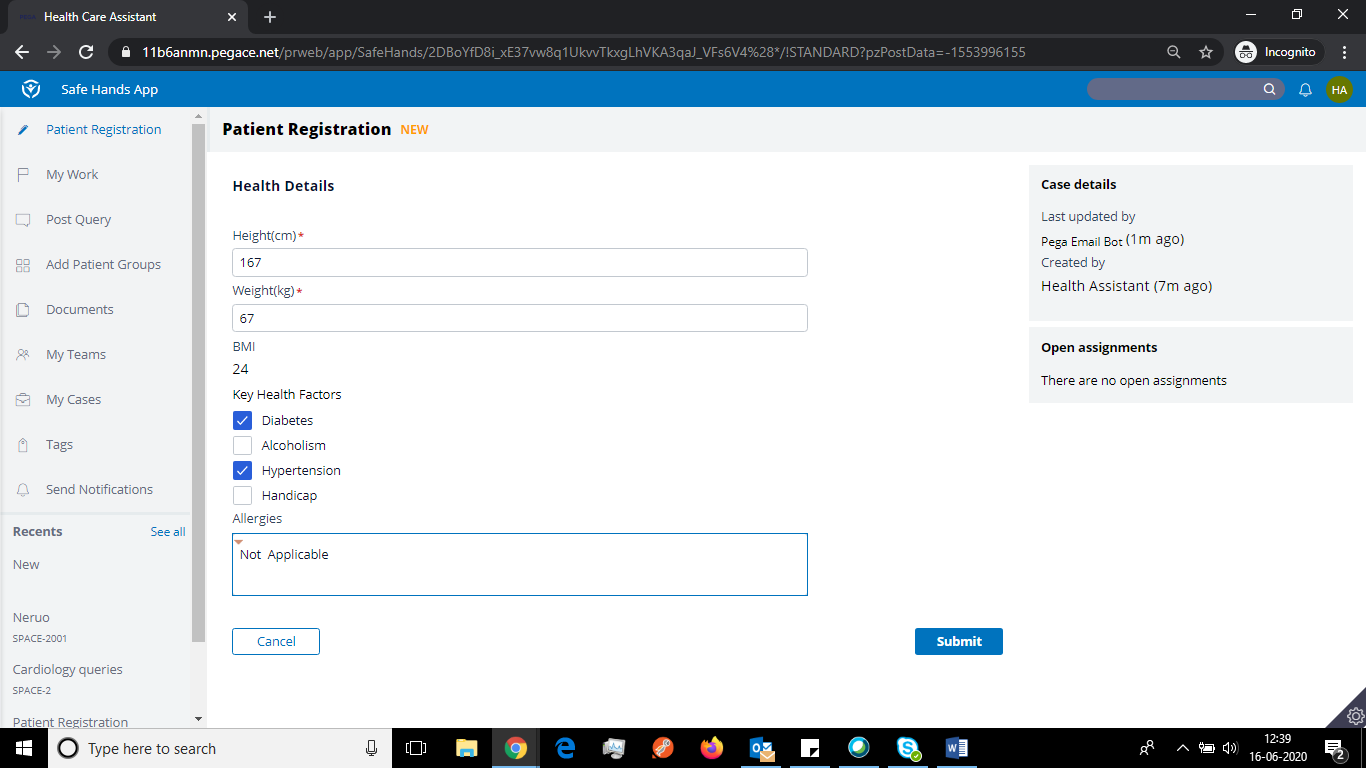 Health Care Assistant
11b6anmn.pegace.net/prweb/app/SafeHands/2DBoYfD8i_xE37vw8q1UkvvTkxgLhVKA3qaJ_VFs6V4%28*/!STANDARD?pzPostData=-1553996155
Incognito
Safe Hands App
HA
Patient Registration
My Work
Post Query
Add Patient Groups
Documents
My Teams
My Cases
Tags
Send Notifications
Recents See all
New
Neruo
SPACE-2001
Cardiology queries
SPACE-2
Patient Registration
Patient Registration NEW
Health Details
Height(cm)*
167
Weight(kg)*
67
BMI
24
Key Health Factors
Diabetes
Alcoholism
Hypertension
Handicap
Allergies
Not Applicable
Cancel
Submit
Case details
Last updated by
Pega Email Bot (1m ago)
Created by
Health Assistant (7m ago)
Open assignments
There are no open assignments
Type here to search
12:39
16-06-2020
2